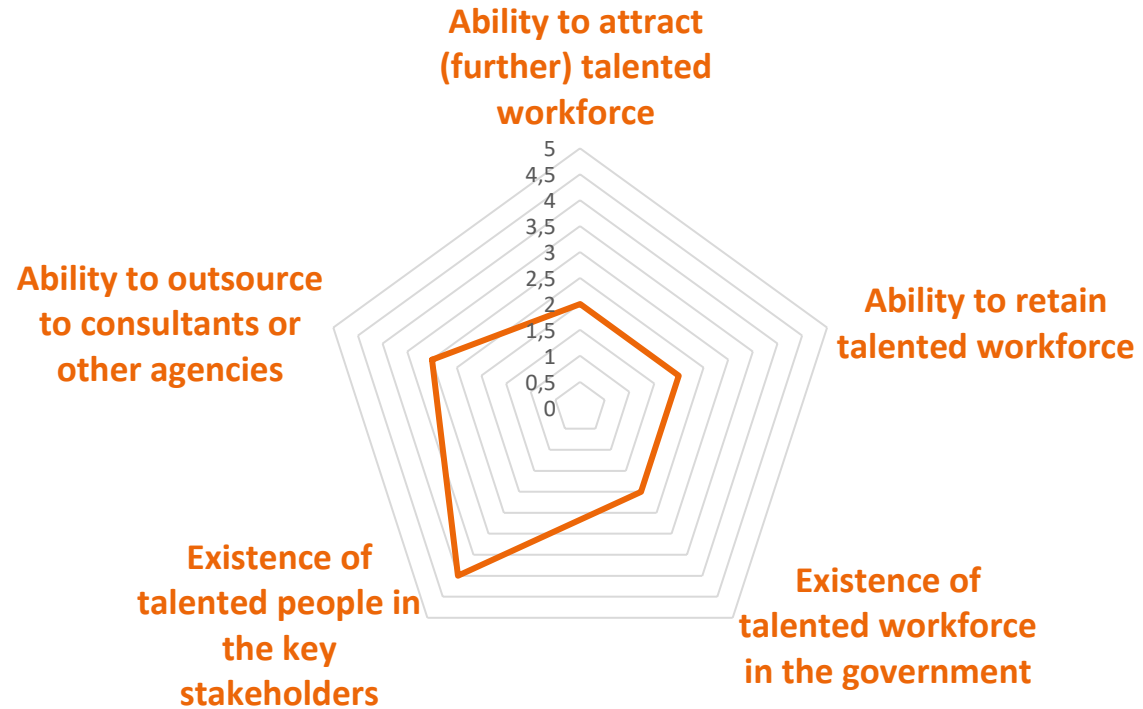 Ability to attract
(further) talented
workforce
5
4,5
4
3,5
3
2,5
2
1,5
1
0,5
0
Ability to retain
talented workforce
Existence of
talented workforce
in the government
Existence of
talented people in
the key
stakeholders
Ability to outsource
to consultants or
other agencies